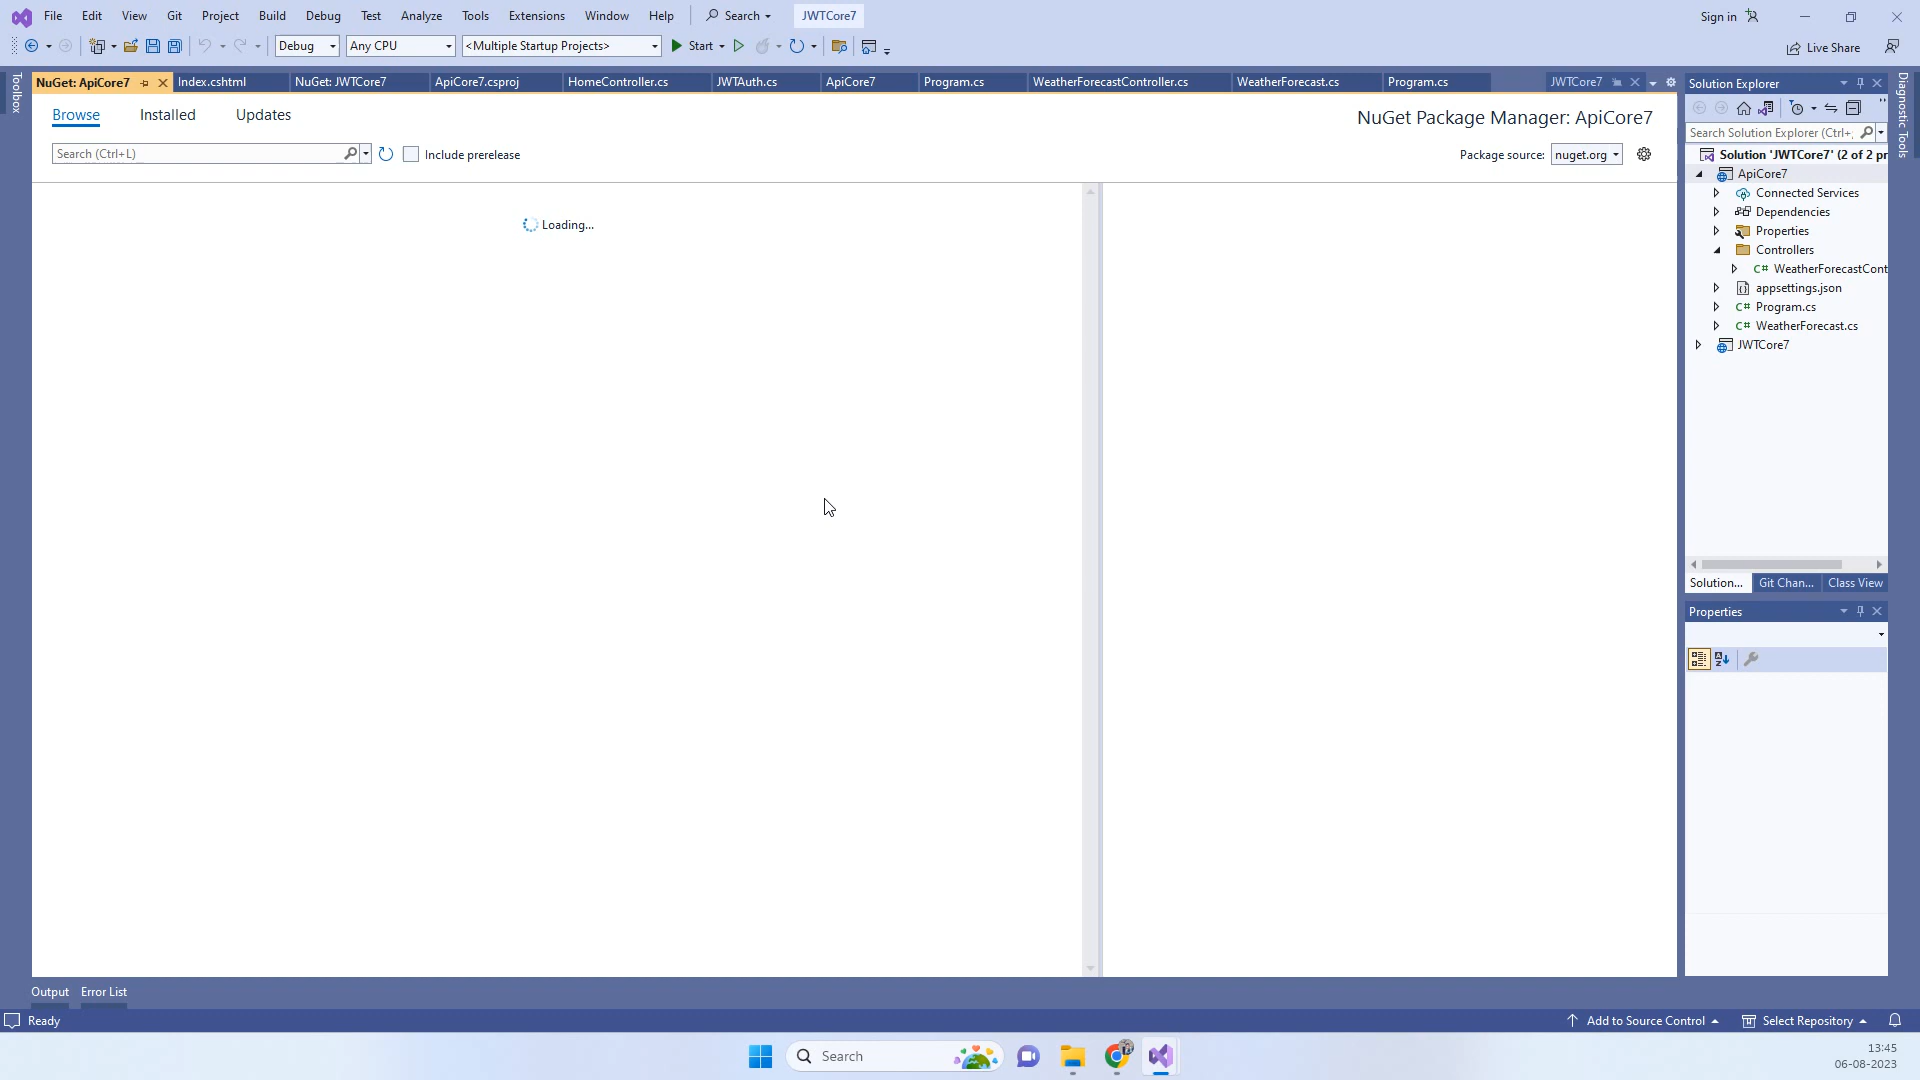 File Edit View Git Project Build Debug Test Analyze Tools Extensions Window Help Search JWTCore7 Sign in
Debug Any CPU <Multiple Startup Projects> Start Live Share
Toolbox
NuGet: ApiCore7 Index.cshtml NuGet: JWTCore7 ApiCore7.csproj HomeController.cs JWTAuth.cs ApiCore7 Program.cs WeatherForecastController.cs WeatherForecast.cs Program.cs JWTCore7
Browse Installed Updates
NuGet Package Manager: ApiCore7
Search (Ctrl+L) Include prerelease
Package source: nuget.org
Loading...
Solution Explorer
Search Solution Explorer (Ctrl+;
Solution 'JWTCore7' (2 of 2 pr
ApiCore7
Connected Services
Dependencies
Properties
Controllers
C# WeatherForecastCont
appsettings.json
C# Program.cs
C# WeatherForecast.cs
JWTCore7
Solution... Git Chan... Class View
Properties
Diagnostic Tools
Output Error List
Ready
Add to Source Control Select Repository
Search
13:45
06-08-2023